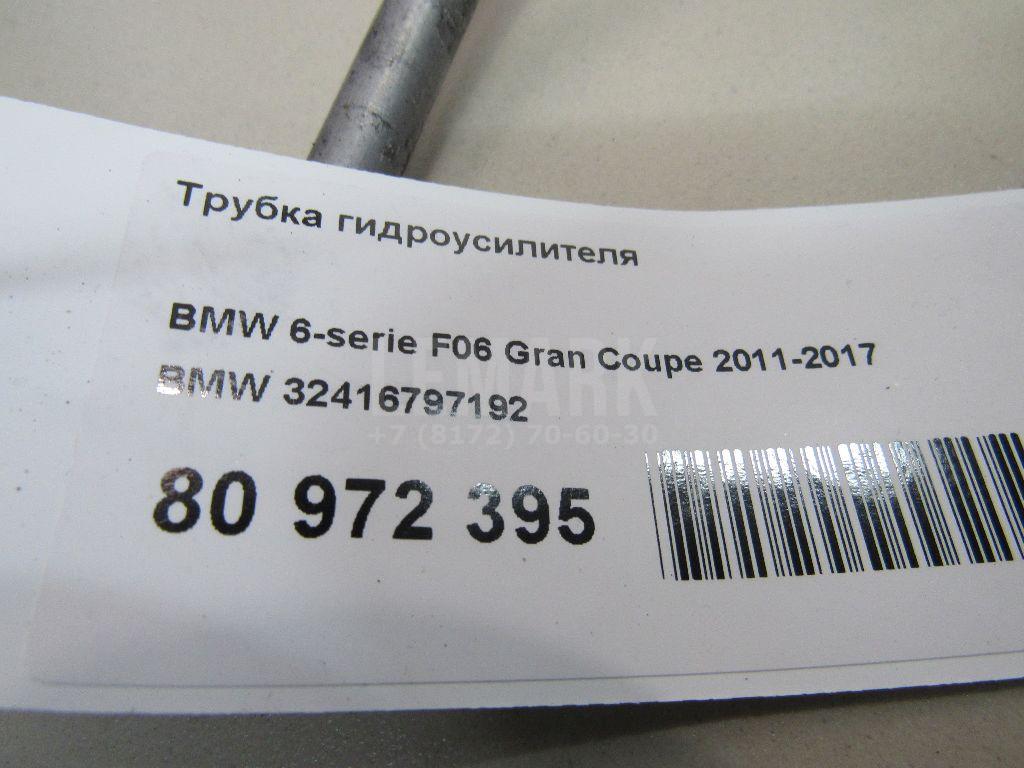 Трубка гидроусилителя
BMW 6-serie F06 Gran Coupe 2011-2017
BMW 32416797192
LEMARK
+7 (8172) 70-60-30
80 972 395